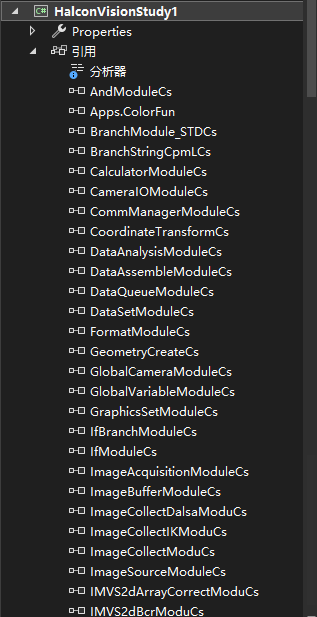 C# HalconVisionStudy1
Properties
引用
分析器
AndModuleCs
Apps.ColorFun
BranchModule_STDCs
BranchStringCpmLCs
CalculatorModuleCs
CameraIOModuleCs
CommManagerModuleCs
CoordinateTransformCs
DataAnalysisModuleCs
DataAssembleModuleCs
DataQueueModuleCs
DataSetModuleCs
FormatModuleCs
GeometryCreateCs
GlobalCameraModuleCs
GlobalVariableModuleCs
GraphicsSetModuleCs
IfBranchModuleCs
IfModuleCs
ImageAcquisitionModuleCs
ImageBufferModuleCs
ImageCollectDalsaModuCs
ImageCollectIKModuCs
ImageCollectModuCs
ImageSourceModuleCs
IMVS2dArrayCorrectModuCs
IMVS2dBcrModuCs